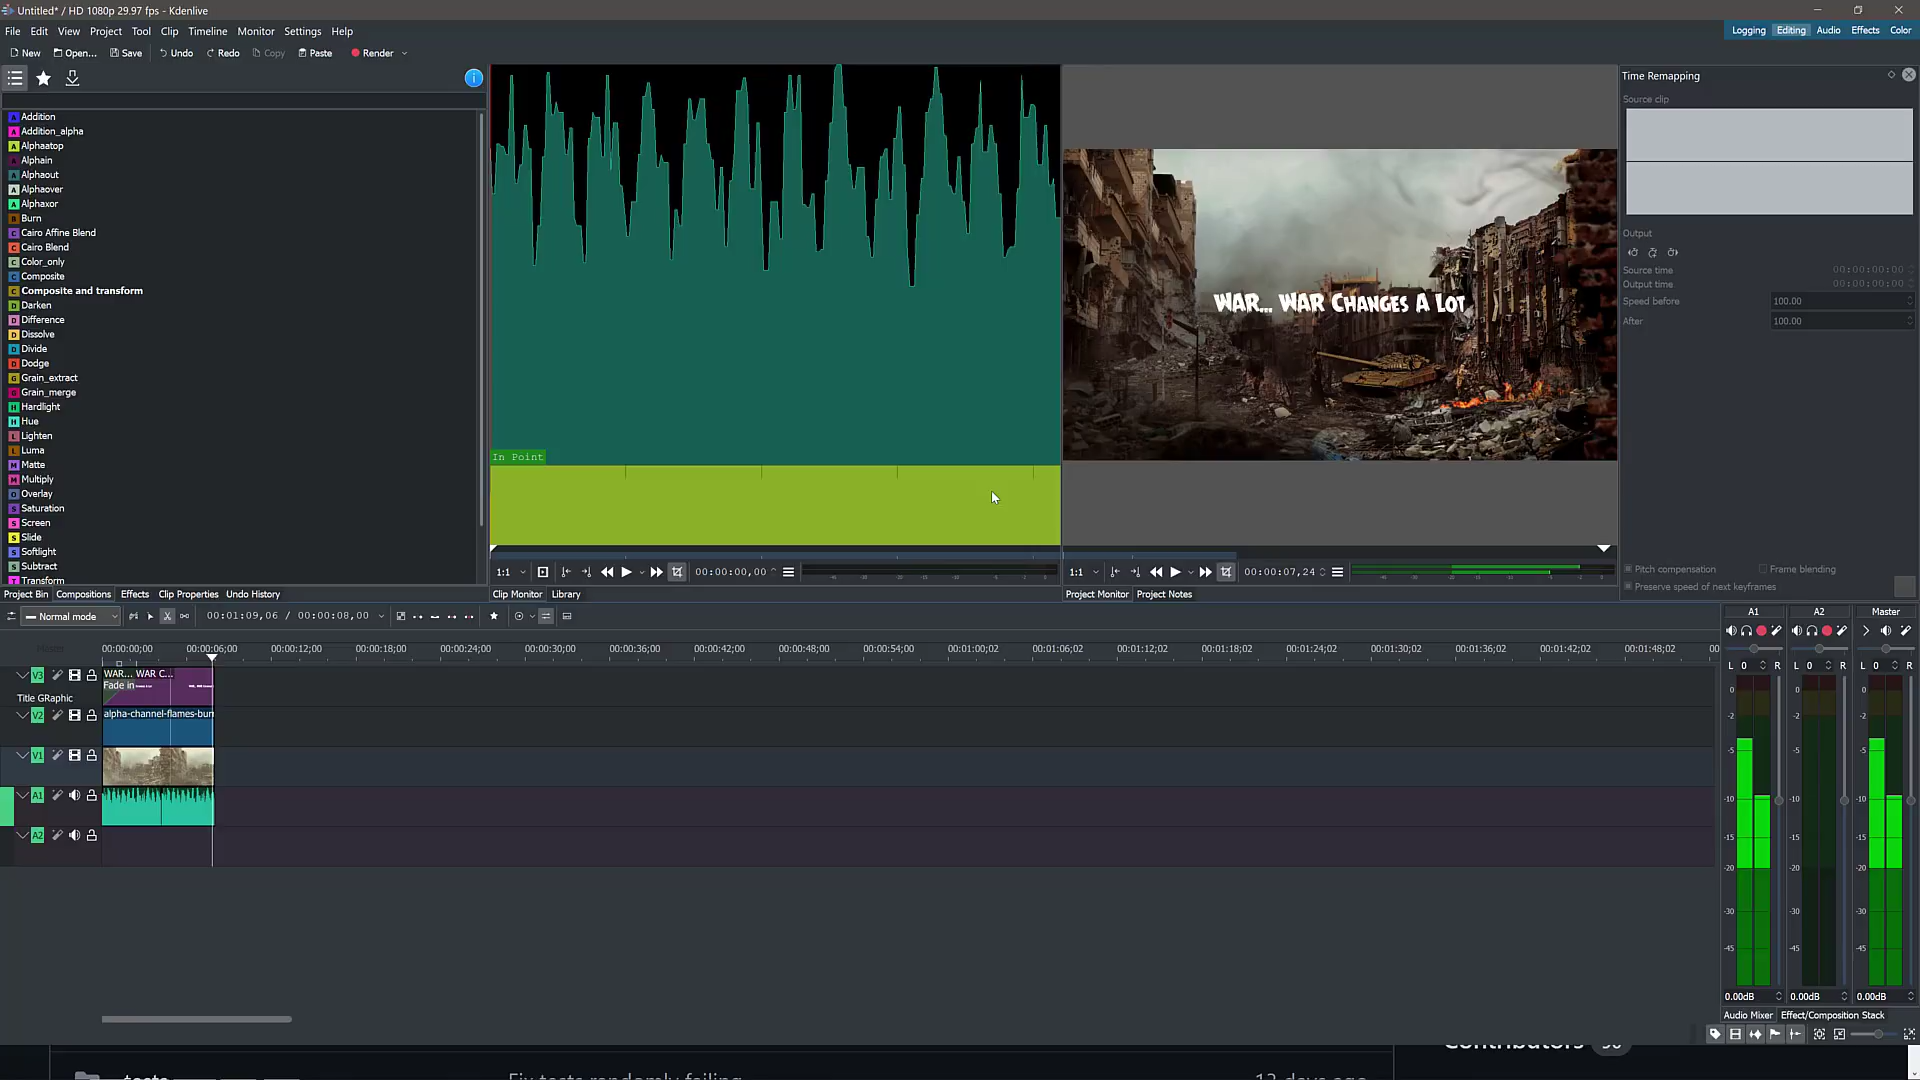 Untitled* / HD 1080p 29.97 fps - Kdenlive
File Edit View Project Tool Clip Timeline Monitor Settings Help
Logging Editing Audio Effects Color
New Open... Save Undo Redo Copy Paste Render
Addition
Addition_alpha
Alphaatop
Alphain
Alphaout
Alphaover
Alphaxor
Burn
Cairo Affine Blend
Cairo Blend
Color_only
Composite
Composite and transform
Darken
Difference
Dissolve
Divide
Dodge
Grain_extract
Grain_merge
Hardlight
Hue
Lighten
Luma
Matte
Multiply
Overlay
Saturation
Screen
Slide
Softlight
Subtract
Transform
Project Bin Compositions Effects Clip Properties Undo History
In Point
1:1 00:00:00,00
Clip Monitor Library
WAR... WAR CHANGES A LOT
1:1 00:00:07,24
Project Monitor Project Notes
Time Remapping
Source clip
Output
Source time 00:00:00:00
Output time 00:00:00:00
Speed before 100.00
After 100.00
Pitch compensation Frame blending
Preserve speed of next keyframes
Normal mode 00:01:09,06 / 00:00:08,00
Master
00:00:00;00 00:00:06;00 00:00:12;00 00:00:18;00 00:00:24;00 00:00:30;00 00:00:36;00 00:00:42;00 00:00:48;00 00:00:54;00 00:01:00;02 00:01:06;02 00:01:12;02 00:01:18;02 00:01:24;02 00:01:30;02 00:01:36;02 00:01:42;02 00:01:48;02 00
V3 WAR... WAR C...
Fade in
Title GRaphic
V2 alpha-channel-flames-burn
V1
A1
A2
A1 A2 Master
L 0 R L 0 R L 0 R
0 0 0
-2 -2 -2
-5 -5 -5
-10 -10 -10
-15 -15 -15
-20 -20 -20
-30 -30 -30
-45 -45 -45
0.00dB 0.00dB 0.00dB
Audio Mixer Effect/Composition Stack